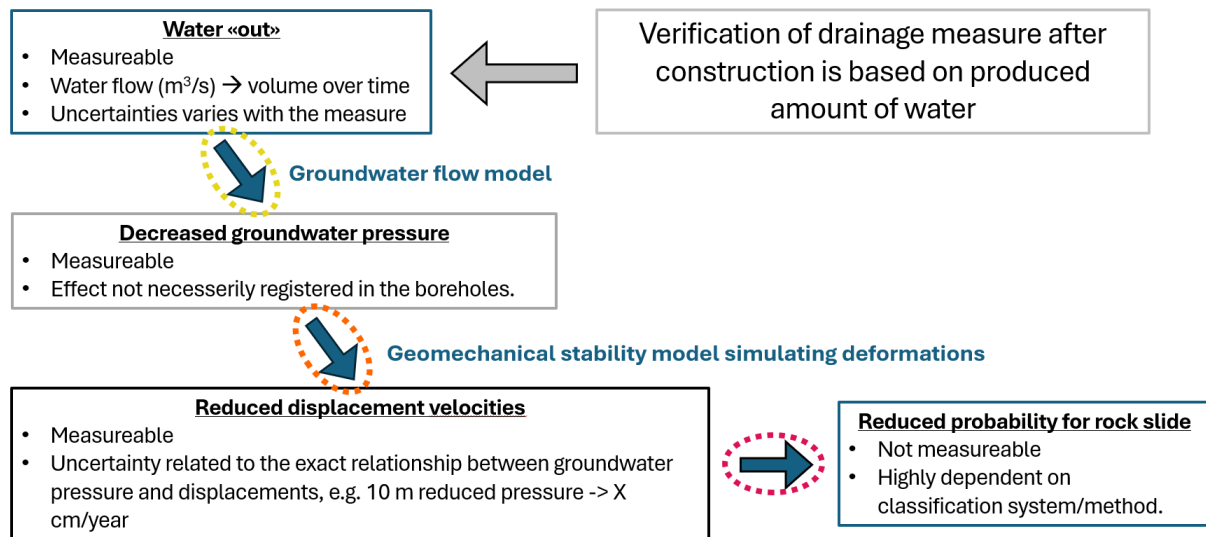 Water «out»
• Measureable
• Water flow (m³/s) → volume over time
• Uncertainties varies with the measure
Verification of drainage measure after
construction is based on produced
amount of water
Groundwater flow model
Decreased groundwater pressure
• Measureable
• Effect not necesserily registered in the boreholes.
Geomechanical stability model simulating deformations
Reduced displacement velocities
• Measureable
• Uncertainty related to the exact relationship between groundwater
pressure and displacements, e.g. 10 m reduced pressure -> X
cm/year
Reduced probability for rock slide
• Not measureable
• Highly dependent on
classification system/method.